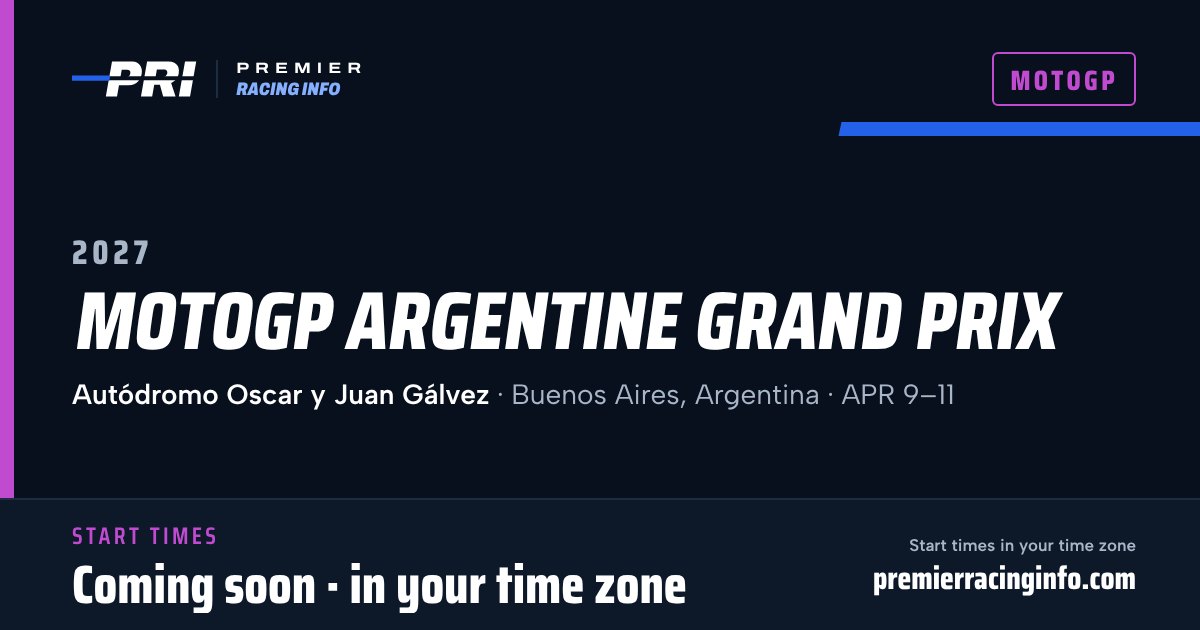 PRI
PREMIER
RACING INFO
MOTOGP
2027
MOTOGP ARGENTINE GRAND PRIX
Autódromo Oscar y Juan Gálvez · Buenos Aires, Argentina · APR 9–11
START TIMES
Coming soon · in your time zone
Start times in your time zone
premierracinginfo.com